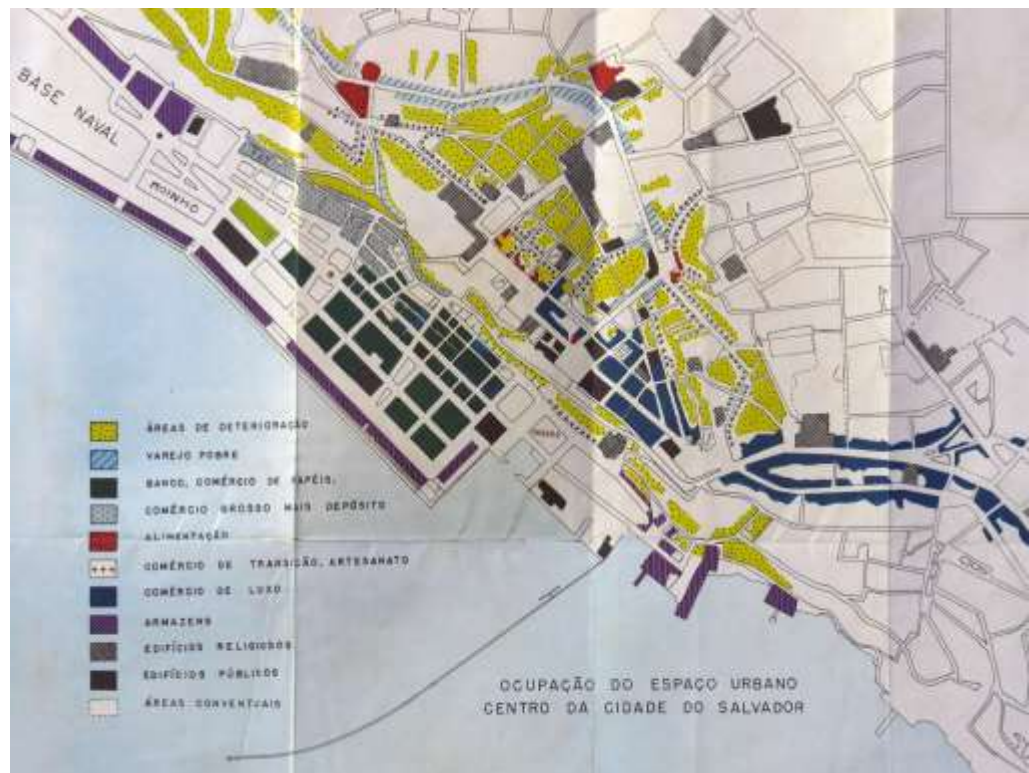 BASE NAVAL
MOINHO
ÁREAS DE DETERIORAÇÃO
VAREJO POBRE
BANCO, COMÉRCIO DE PAPÉIS.
COMÉRCIO GROSSO MAIS DEPÓSITO
ALIMENTAÇÃO
COMÉRCIO DE TRANSIÇÃO, ARTESANATO
COMÉRCIO DE LUXO
ARMAZENS
EDIFÍCIOS RELIGIOSOS
EDIFÍCIOS PÚBLICOS
ÁREAS CONVENTUAIS
OCUPAÇÃO DO ESPAÇO URBANO
CENTRO DA CIDADE DO SALVADOR